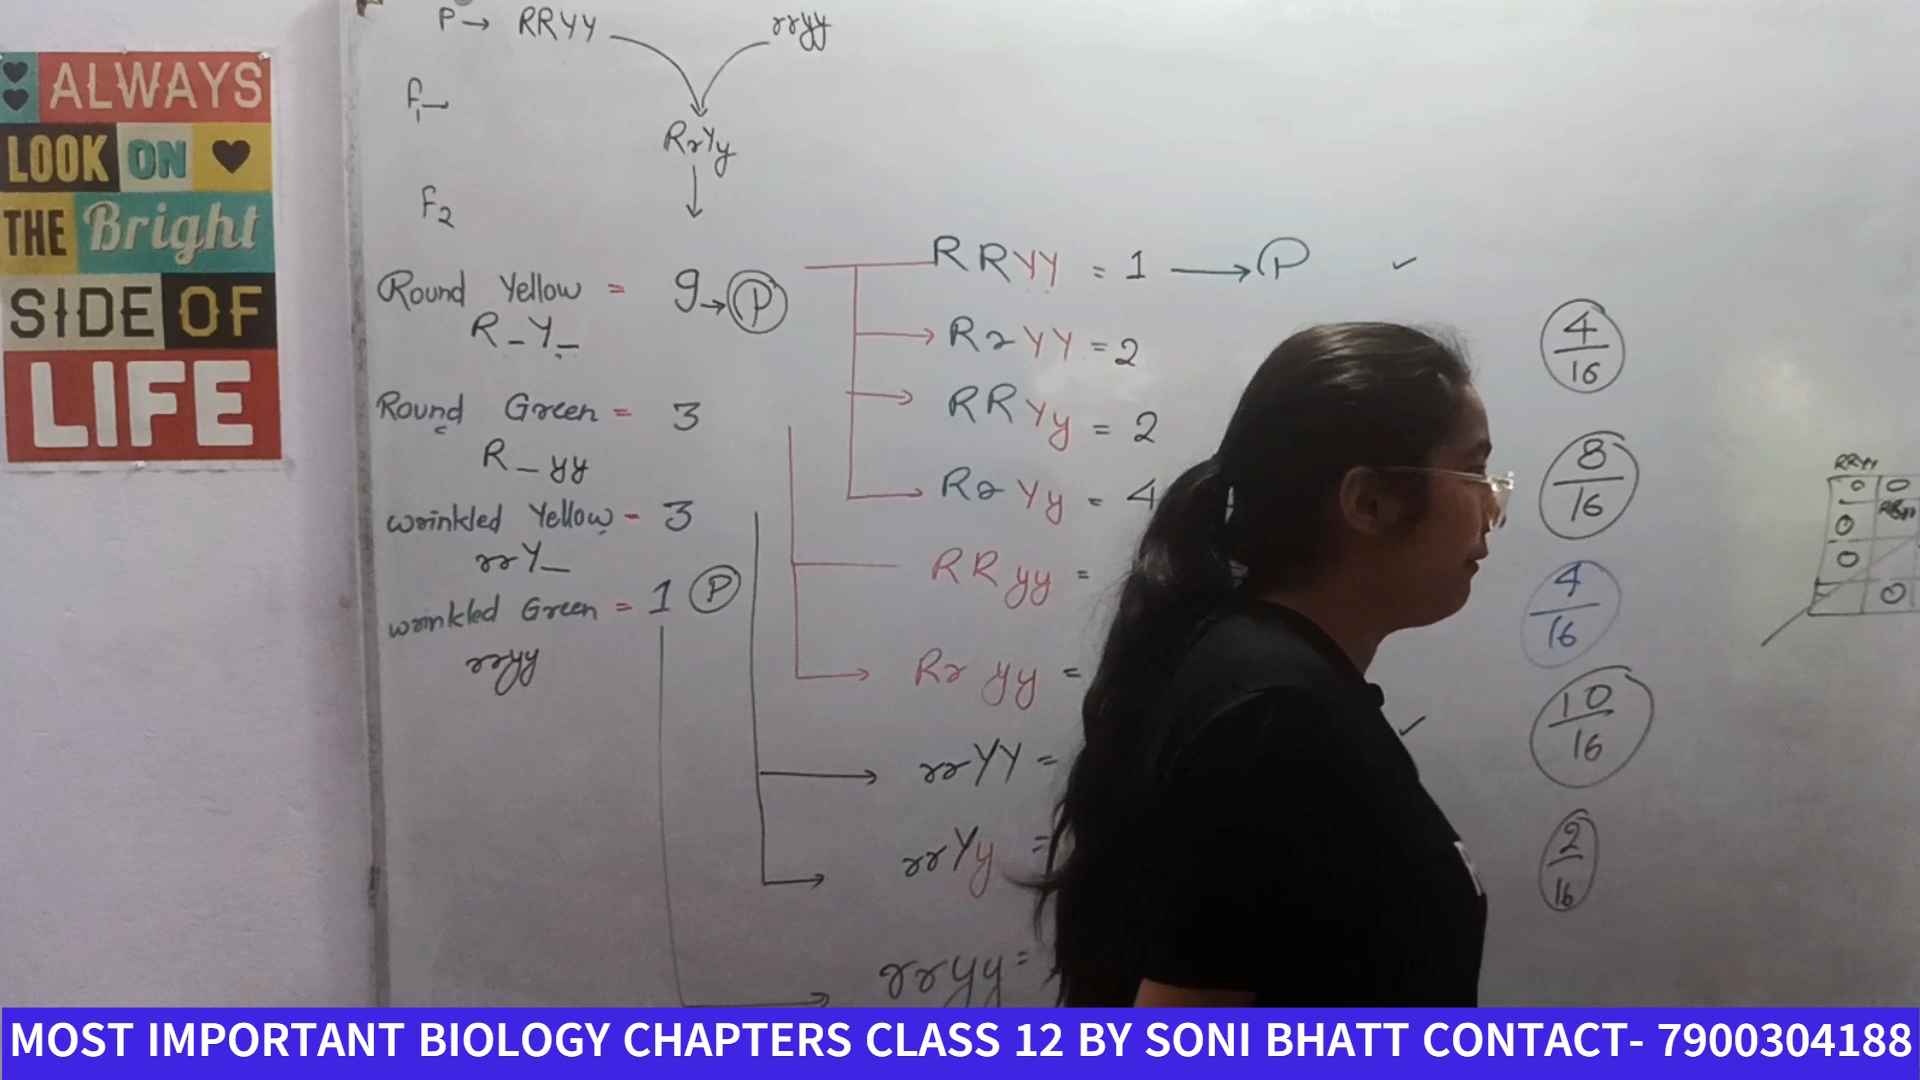 ALWAYS
LOOK ON
THE Bright
SIDE OF
LIFE
P → RRYY rryy
F1 →
RrYy
F2
Round Yellow = 9 → P
R_Y_
Round Green = 3
R_yy
wrinkled Yellow - 3
rrY_
wrinkled Green = 1 P
rryy
RRYY = 1 → P ✓
RrYY = 2
RRYy = 2
RrYy = 4
RRyy =
Rryy =
rrYY =
rrYy =
rryy =
4/16
8/16
4/16
10/16
2/16
RRYY
MOST IMPORTANT BIOLOGY CHAPTERS CLASS 12 BY SONI BHATT CONTACT- 7900304188